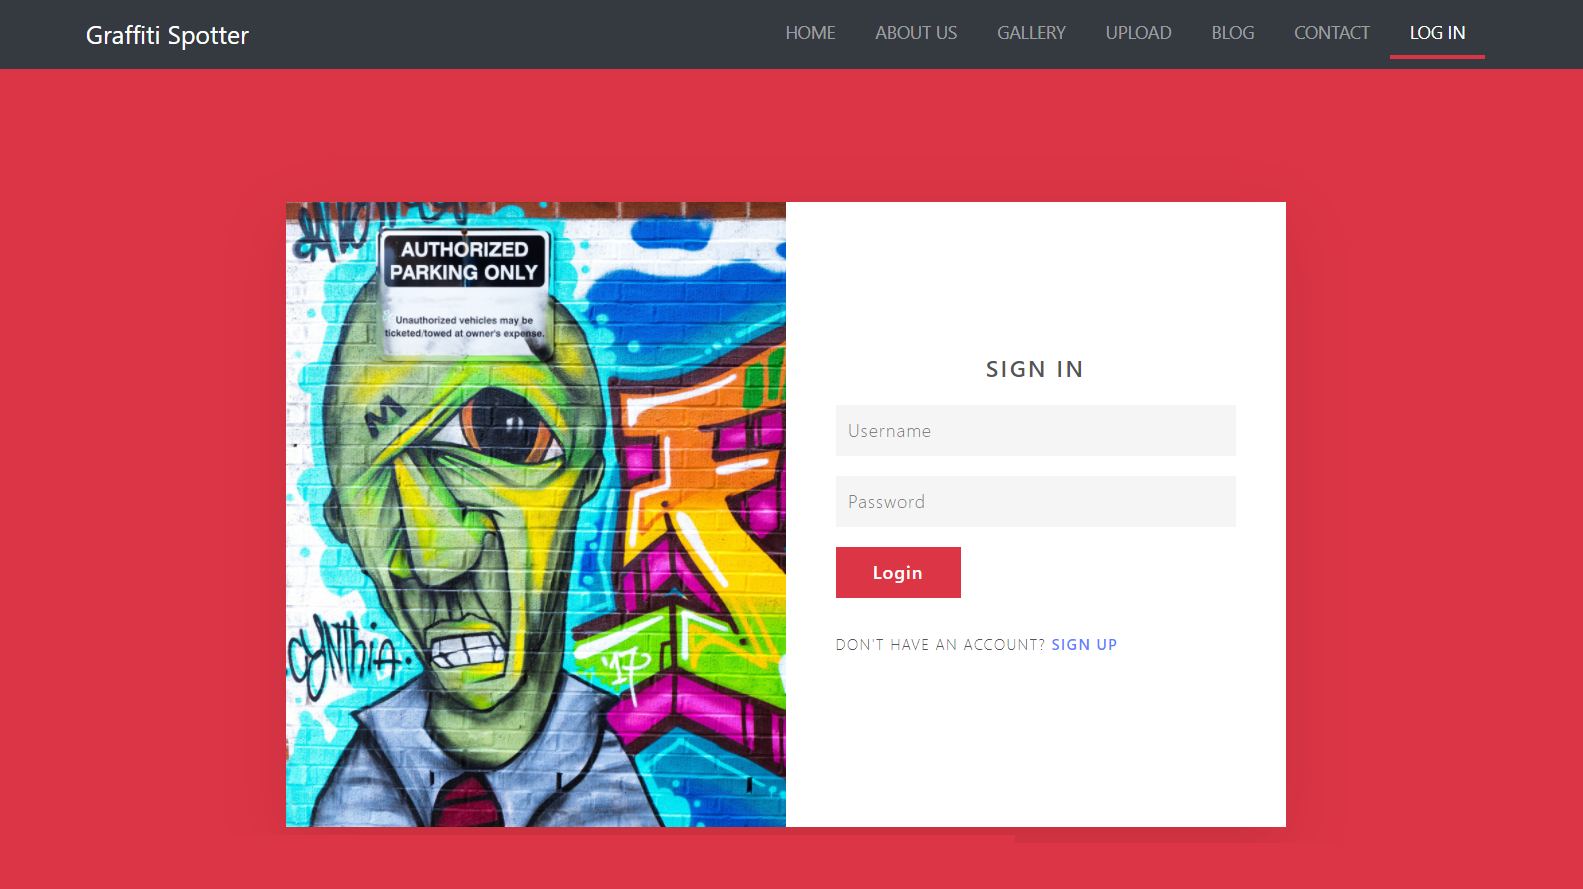 Graffiti Spotter
HOME ABOUT US GALLERY UPLOAD BLOG CONTACT LOG IN
AUTHORIZED
PARKING ONLY
Unauthorized vehicles may be
ticketed/towed at owner's expense.
M
Cynthia.
'17
SIGN IN
Username
Password
Login
DON'T HAVE AN ACCOUNT? SIGN UP